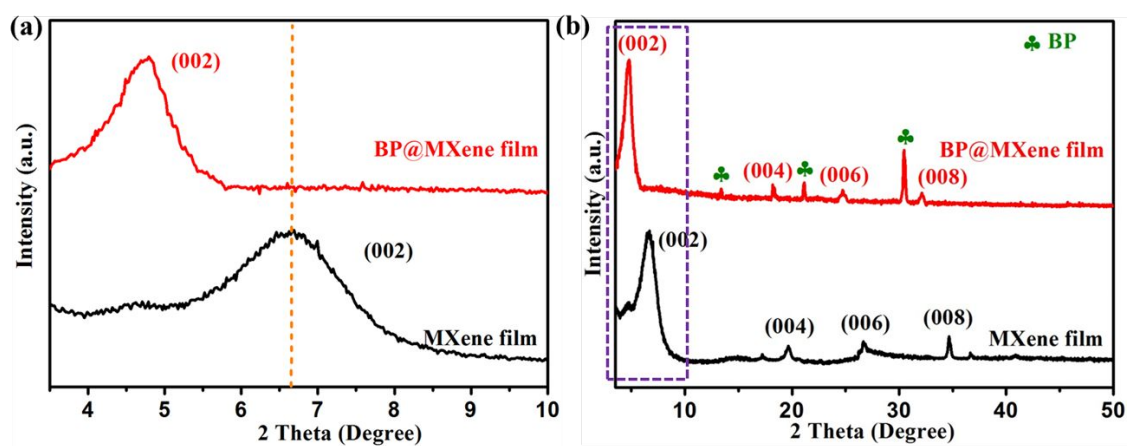 (a)
(002)
BP@MXene film
(002)
MXene film
Intensity (a.u.)
4 5 6 7 8 9 10
2 Theta (Degree)
(b)
(002)
♣ BP
♣
(004)
♣
(006)
♣
BP@MXene film
(008)
(002)
(004)
(006)
(008)
MXene film
Intensity (a.u.)
10 20 30 40 50
2 Theta (Degree)